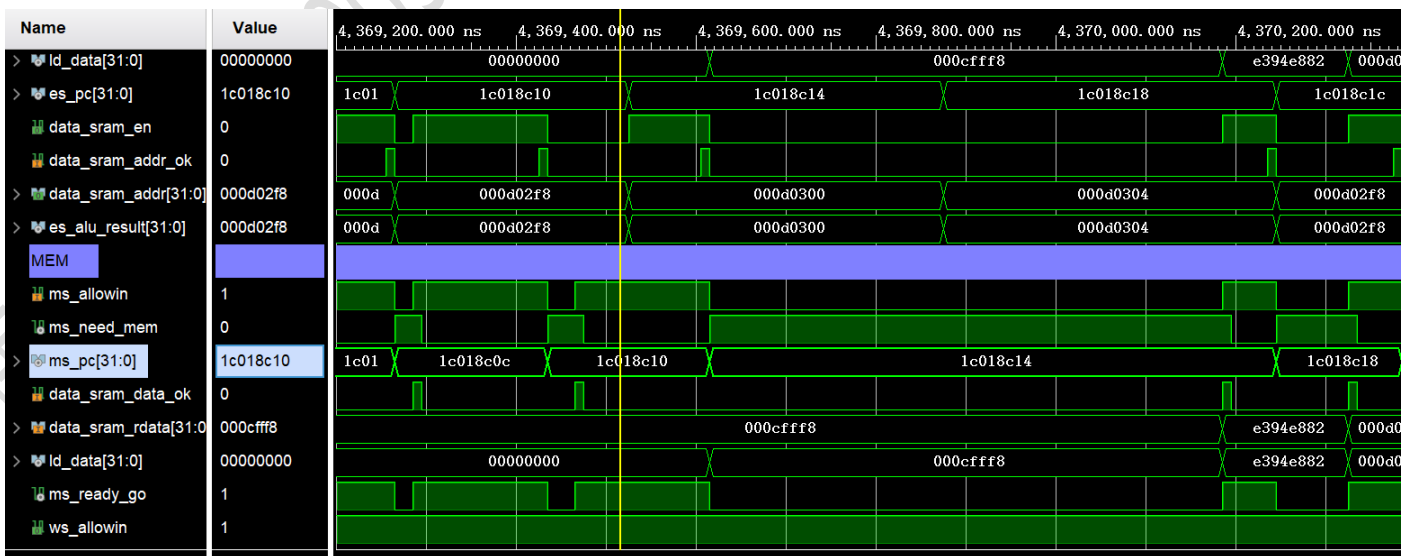 Name Value 4,369,200.000 ns 4,369,400.000 ns 4,369,600.000 ns 4,369,800.000 ns 4,370,000.000 ns 4,370,200.000 ns
> ld_data[31:0] 00000000 00000000 000cfff8 e394e882 000d0
> es_pc[31:0] 1c018c10 1c01 1c018c10 1c018c14 1c018c18 1c018c1c
data_sram_en 0
data_sram_addr_ok 0
> data_sram_addr[31:0] 000d02f8 000d 000d02f8 000d0300 000d0304 000d02f8
> es_alu_result[31:0] 000d02f8 000d 000d02f8 000d0300 000d0304 000d02f8
MEM
ms_allowin 1
ms_need_mem 0
> ms_pc[31:0] 1c018c10 1c01 1c018c0c 1c018c10 1c018c14 1c018c18
data_sram_data_ok 0
> data_sram_rdata[31:0 000cfff8 000cfff8 e394e882 000d0
> ld_data[31:0] 00000000 00000000 000cfff8 e394e882 000d0
ms_ready_go 1
ws_allowin 1